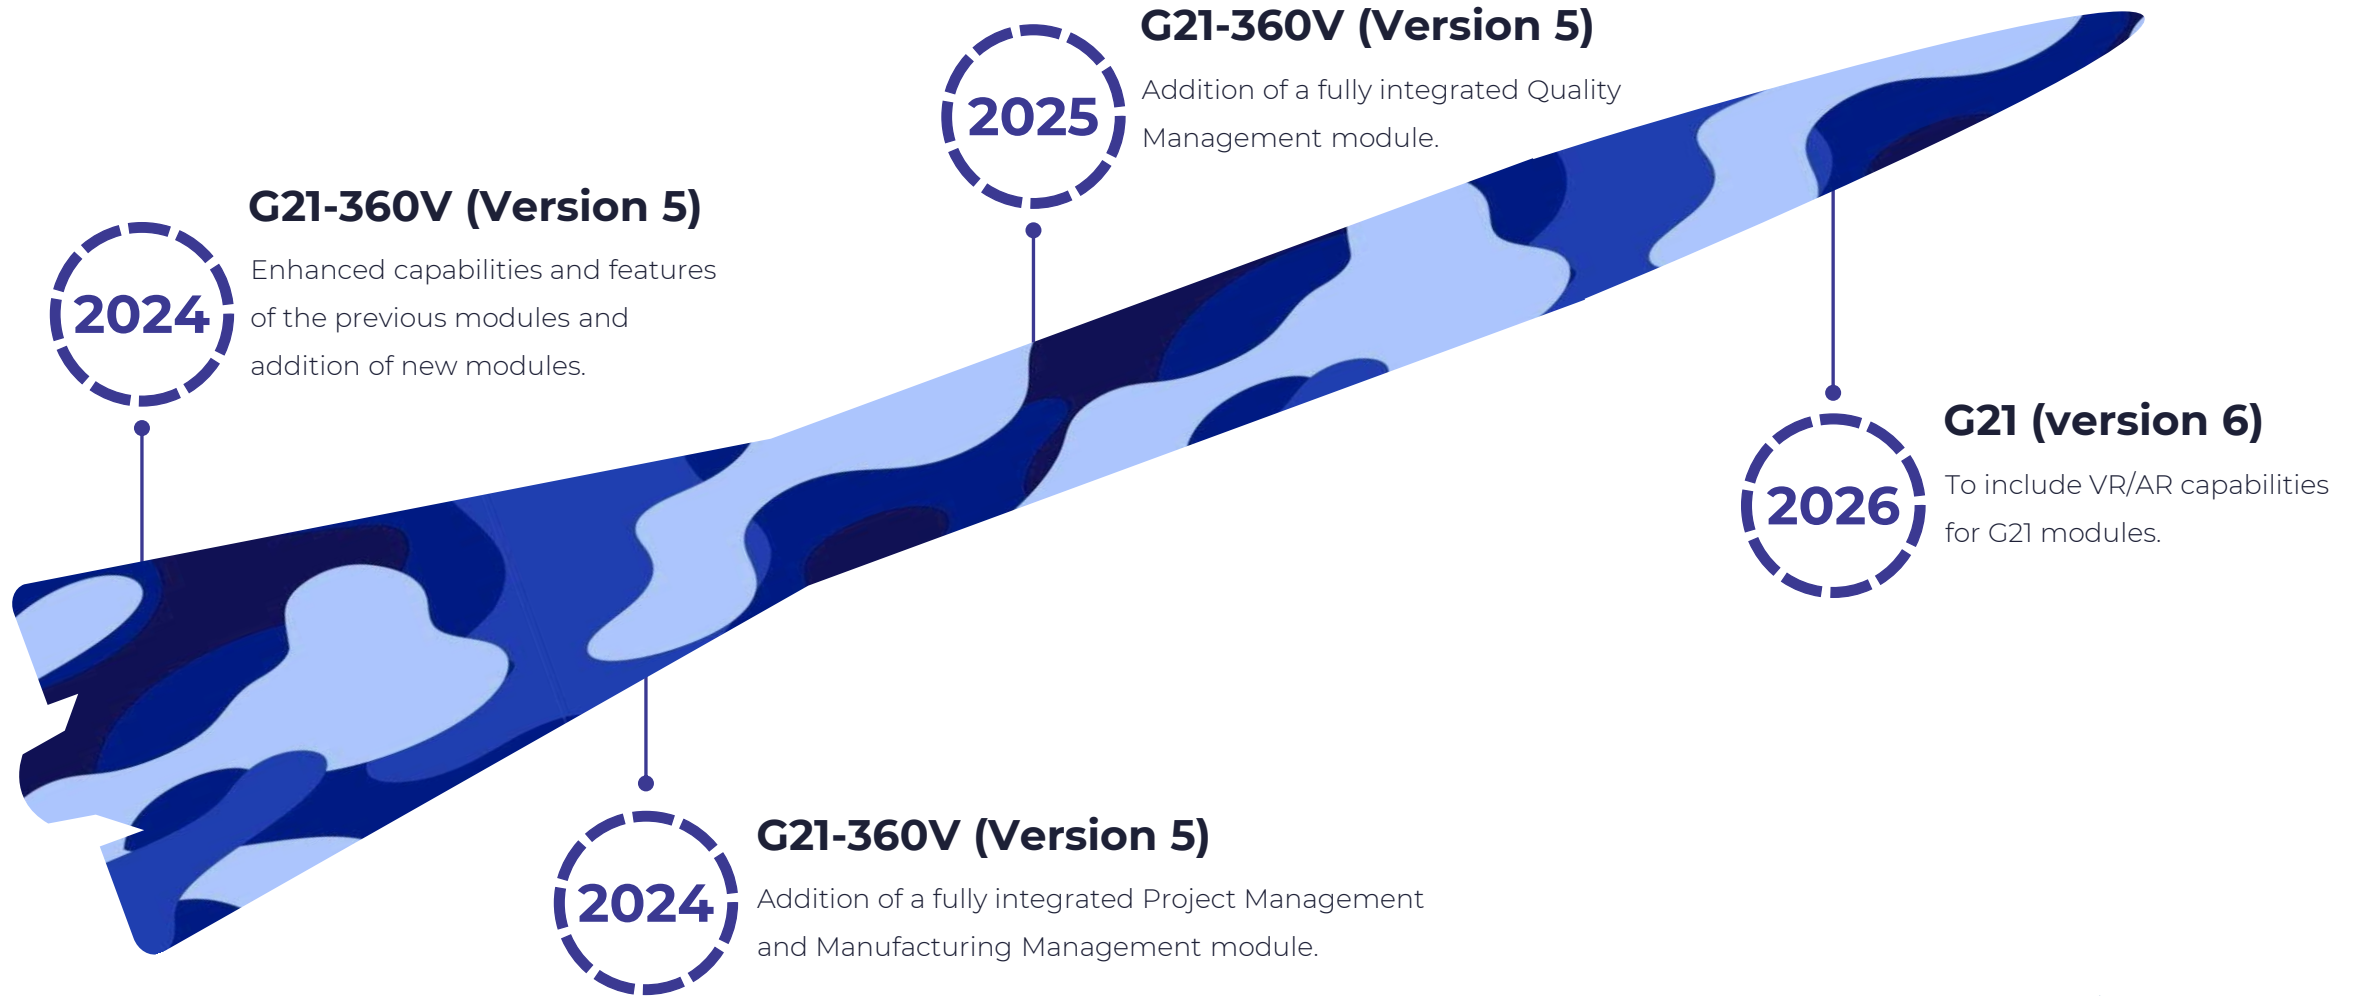 2024
G21-360V (Version 5)
Enhanced capabilities and features
of the previous modules and
addition of new modules.
2024
G21-360V (Version 5)
Addition of a fully integrated Project Management
and Manufacturing Management module.
2025
G21-360V (Version 5)
Addition of a fully integrated Quality
Management module.
2026
G21 (version 6)
To include VR/AR capabilities
for G21 modules.